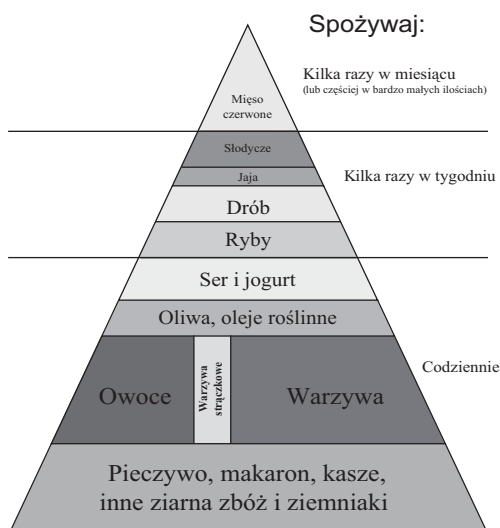 Spożywaj:
Kilka razy w miesiącu
(lub częściej w bardzo małych ilościach)
Mięso
czerwone
Słodycze
Jaja
Kilka razy w tygodniu
Drób
Ryby
Ser i jogurt
Oliwa, oleje roślinne
Codziennie
Owoce
Warzywa
strączkowe
Warzywa
Pieczywo, makaron, kasze,
inne ziarna zbóż i ziemniaki